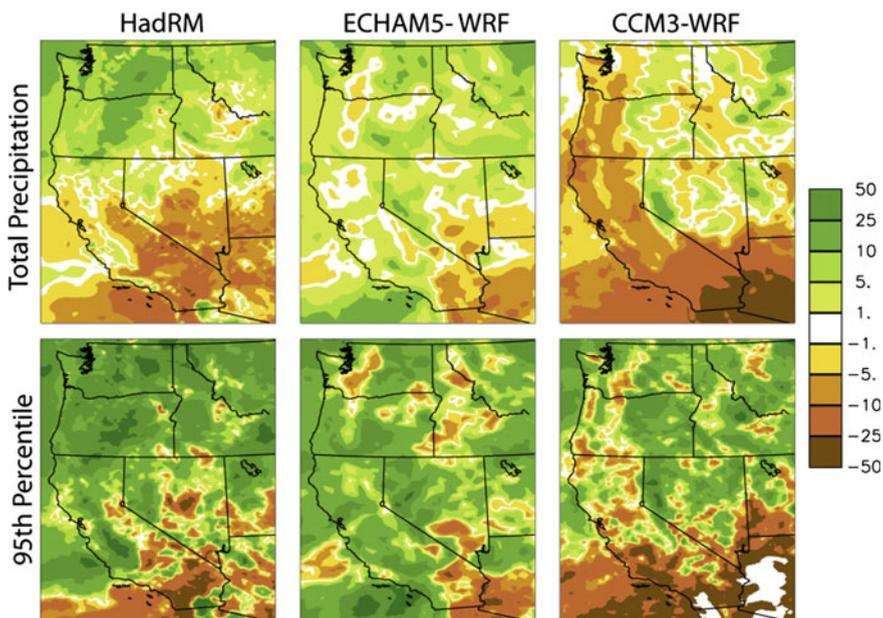 HadRM
ECHAM5- WRF
CCM3-WRF
Total Precipitation
95th Percentile
50
25
10
5.
1.
-1.
-5.
-10
-25
-50